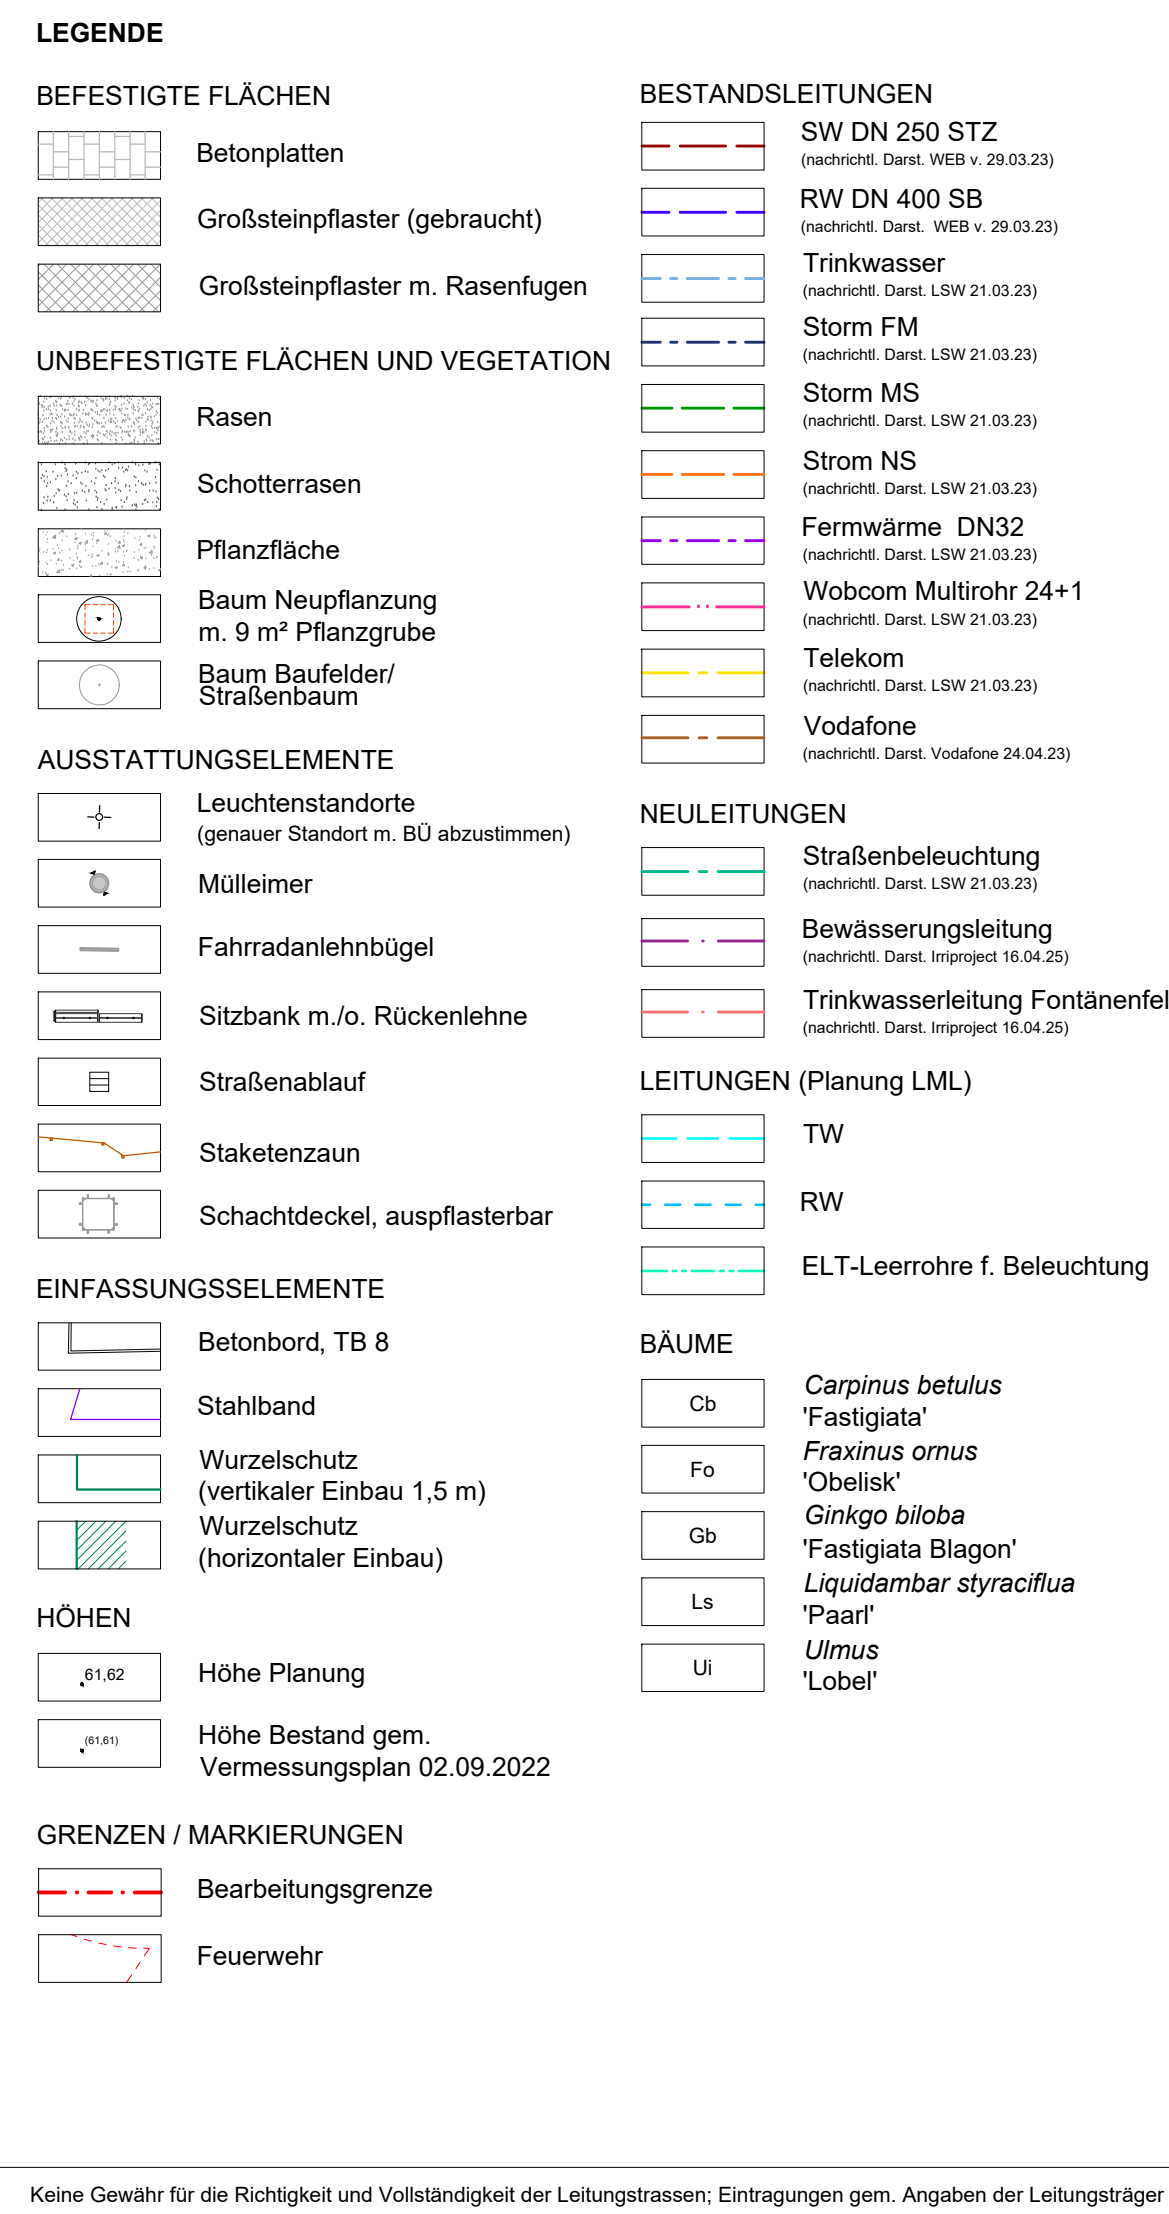 LEGENDE
BEFESTIGTE FLÄCHEN
Betonplatten
Großsteinpflaster (gebraucht)
Großsteinpflaster m. Rasenfugen
UNBEFESTIGTE FLÄCHEN UND VEGETATION
Rasen
Schotterrasen
Pflanzfläche
Baum Neupflanzung
m. 9 m² Pflanzgrube
Baum Baufelder/
Straßenbaum
AUSSTATTUNGSELEMENTE
Leuchtenstandorte
(genauer Standort m. BÜ abzustimmen)
Mülleimer
Fahrradanlehnbügel
Sitzbank m./o. Rückenlehne
Straßenablauf
Staketenzaun
Schachtdeckel, auspflasterbar
EINFASSUNGSSELEMENTE
Betonbord, TB 8
Stahlband
Wurzelschutz
(vertikaler Einbau 1,5 m)
Wurzelschutz
(horizontaler Einbau)
HÖHEN
61,62 Höhe Planung
(61,61) Höhe Bestand gem.
Vermessungsplan 02.09.2022
GRENZEN / MARKIERUNGEN
Bearbeitungsgrenze
Feuerwehr
BESTANDSLEITUNGEN
SW DN 250 STZ
(nachrichtl. Darst. WEB v. 29.03.23)
RW DN 400 SB
(nachrichtl. Darst. WEB v. 29.03.23)
Trinkwasser
(nachrichtl. Darst. LSW 21.03.23)
Storm FM
(nachrichtl. Darst. LSW 21.03.23)
Storm MS
(nachrichtl. Darst. LSW 21.03.23)
Strom NS
(nachrichtl. Darst. LSW 21.03.23)
Fermwärme DN32
(nachrichtl. Darst. LSW 21.03.23)
Wobcom Multirohr 24+1
(nachrichtl. Darst. LSW 21.03.23)
Telekom
(nachrichtl. Darst. LSW 21.03.23)
Vodafone
(nachrichtl. Darst. Vodafone 24.04.23)
NEULEITUNGEN
Straßenbeleuchtung
(nachrichtl. Darst. LSW 21.03.23)
Bewässerungsleitung
(nachrichtl. Darst. Irriproject 16.04.25)
Trinkwasserleitung Fontänenfel
(nachrichtl. Darst. Irriproject 16.04.25)
LEITUNGEN (Planung LML)
TW
RW
ELT-Leerrohre f. Beleuchtung
BÄUME
Cb Carpinus betulus
'Fastigiata'
Fo Fraxinus ornus
'Obelisk'
Gb Ginkgo biloba
'Fastigiata Blagon'
Ls Liquidambar styraciflua
'Paarl'
Ui Ulmus
'Lobel'
Keine Gewähr für die Richtigkeit und Vollständigkeit der Leitungstrassen; Eintragungen gem. Angaben der Leitungsträger